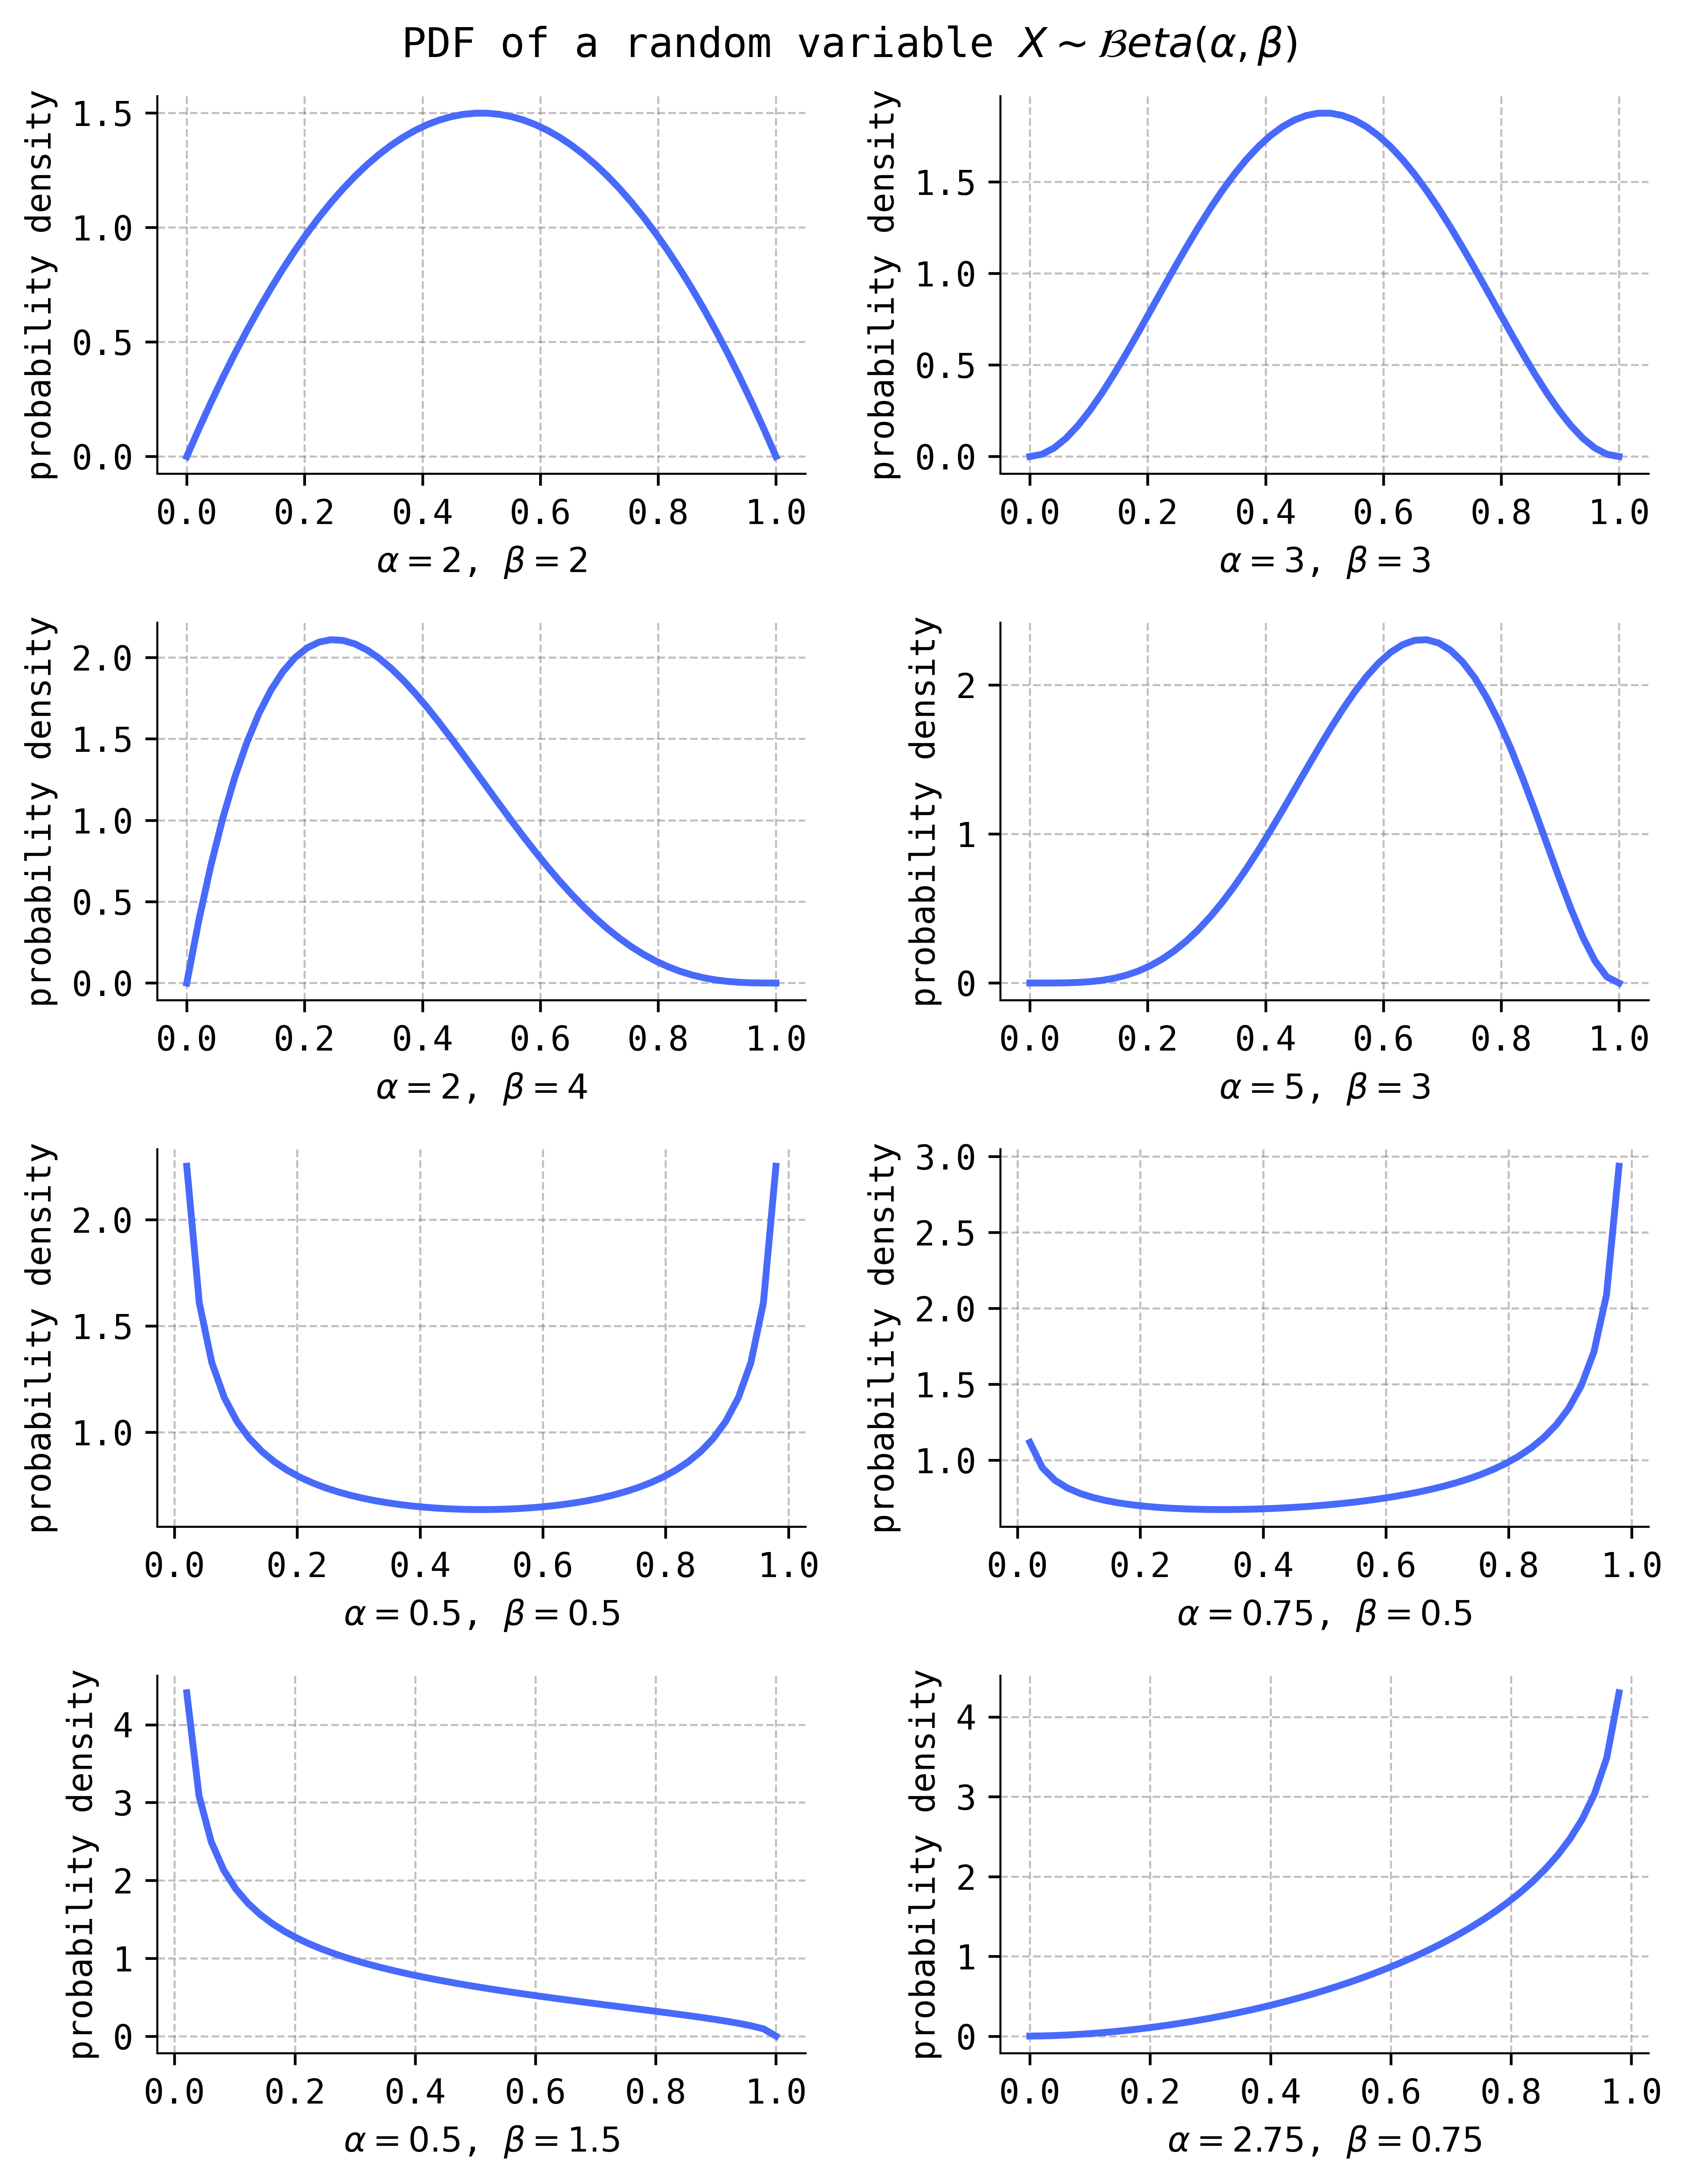 PDF of a random variable X ~ ℬeta(α, β)
probability density
1.5
1.0
0.5
0.0
0.0 0.2 0.4 0.6 0.8 1.0
α = 2, β = 2
probability density
1.5
1.0
0.5
0.0
0.0 0.2 0.4 0.6 0.8 1.0
α = 3, β = 3
probability density
2.0
1.5
1.0
0.5
0.0
0.0 0.2 0.4 0.6 0.8 1.0
α = 2, β = 4
probability density
2
1
0
0.0 0.2 0.4 0.6 0.8 1.0
α = 5, β = 3
probability density
2.0
1.5
1.0
0.0 0.2 0.4 0.6 0.8 1.0
α = 0.5, β = 0.5
probability density
3.0
2.5
2.0
1.5
1.0
0.0 0.2 0.4 0.6 0.8 1.0
α = 0.75, β = 0.5
probability density
4
3
2
1
0
0.0 0.2 0.4 0.6 0.8 1.0
α = 0.5, β = 1.5
probability density
4
3
2
1
0
0.0 0.2 0.4 0.6 0.8 1.0
α = 2.75, β = 0.75